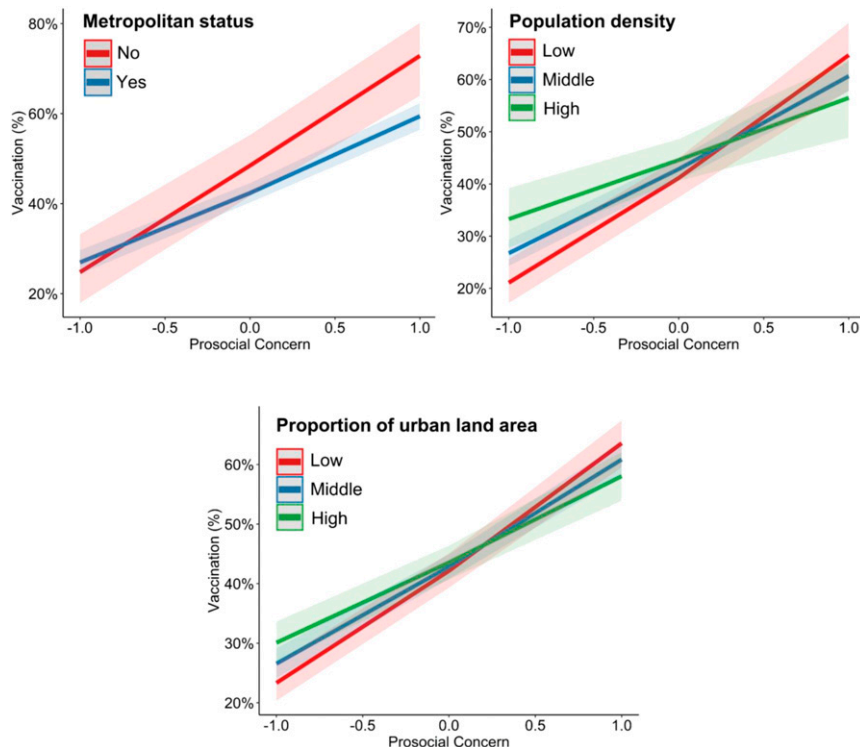 Metropolitan status
No
Yes
80%
60%
40%
20%
Vaccination (%)
-1.0
-0.5
0.0
0.5
1.0
Prosocial Concern
Population density
Low
Middle
High
70%
60%
50%
40%
30%
20%
Vaccination (%)
-1.0
-0.5
0.0
0.5
1.0
Prosocial Concern
Proportion of urban land area
Low
Middle
High
60%
50%
40%
30%
20%
Vaccination (%)
-1.0
-0.5
0.0
0.5
1.0
Prosocial Concern